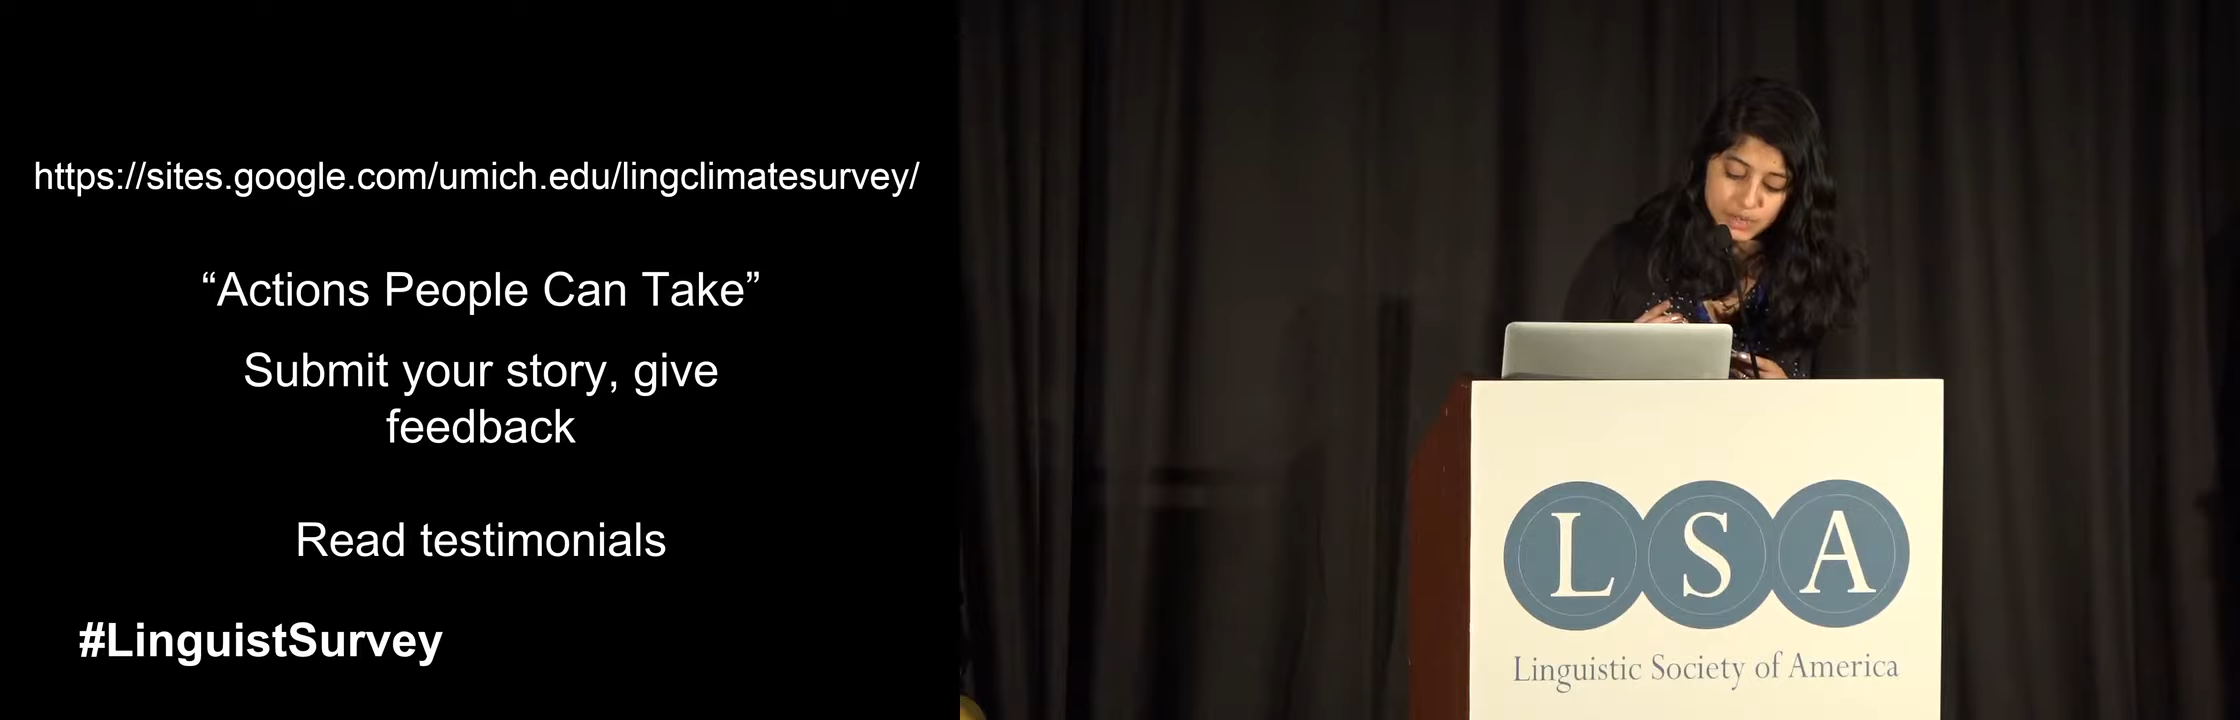 https://sites.google.com/umich.edu/lingclimatesurvey/
“Actions People Can Take”
Submit your story, give
feedback
Read testimonials
#LinguistSurvey
LSA
Linguistic Society of America